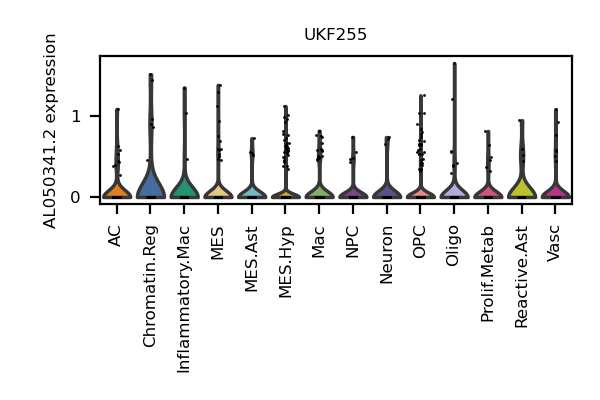 UKF255
AL050341.2 expression
1
0
AC
Chromatin.Reg
Inflammatory.Mac
MES
MES.Ast
MES.Hyp
Mac
NPC
Neuron
OPC
Oligo
Prolif.Metab
Reactive.Ast
Vasc